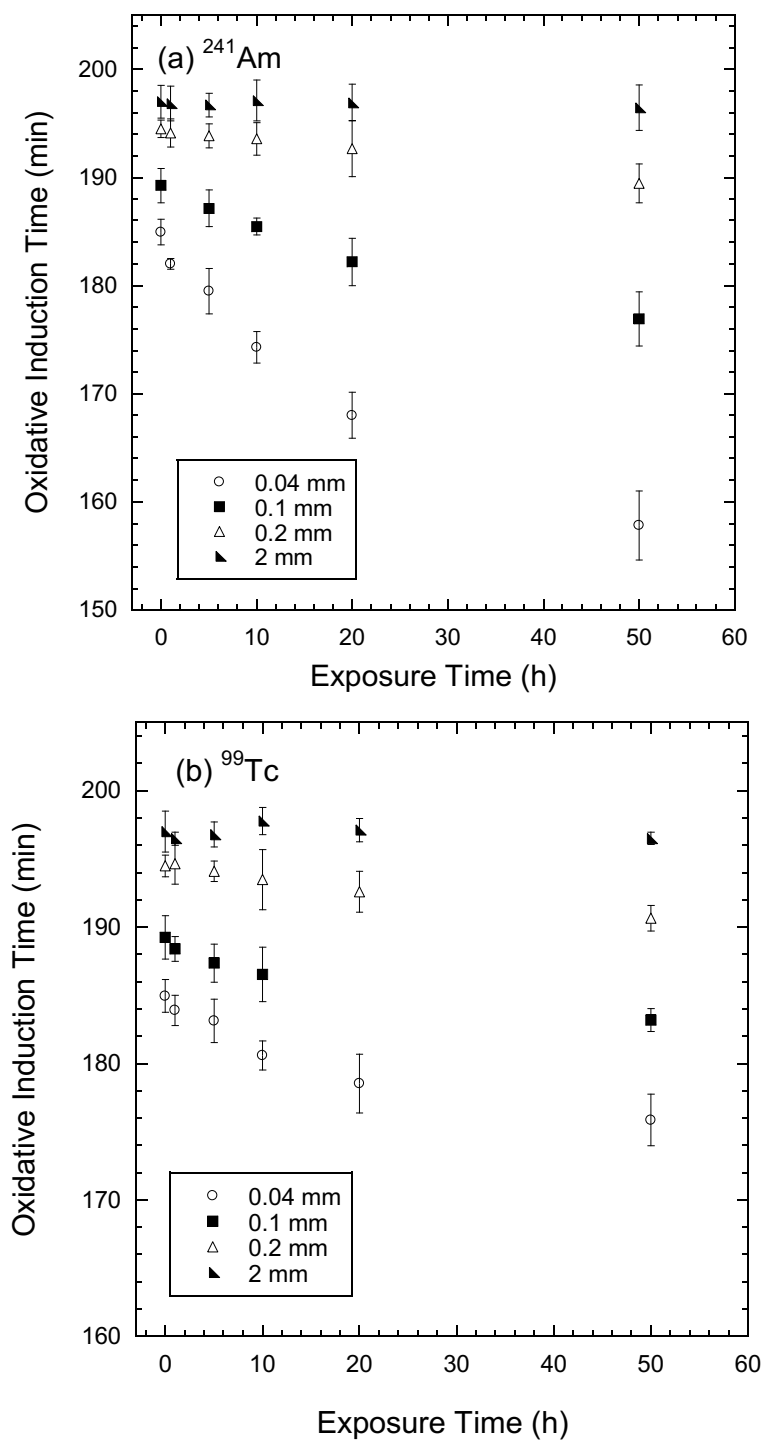 (a) ²⁴¹Am
Oxidative Induction Time (min)
200
190
180
170
160
150
0.04 mm
0.1 mm
0.2 mm
2 mm
0 10 20 30 40 50 60
Exposure Time (h)
(b) ⁹⁹Tc
Oxidative Induction Time (min)
200
190
180
170
160
0.04 mm
0.1 mm
0.2 mm
2 mm
0 10 20 30 40 50 60
Exposure Time (h)